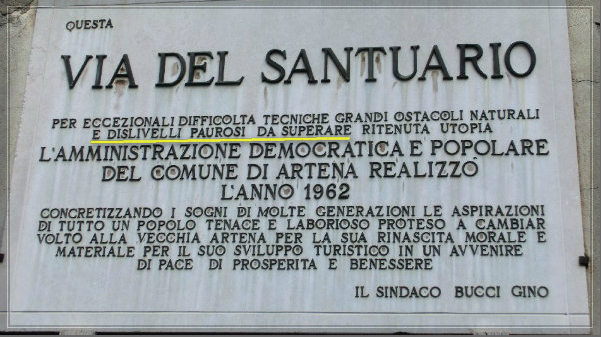 QUESTA
VIA DEL SANTUARIO
PER ECCEZIONALI DIFFICOLTA TECNICHE GRANDI OSTACOLI NATURALI
E DISLIVELLI PAUROSI DA SUPERARE RITENUTA UTOPIA
L'AMMINISTRAZIONE DEMOCRATICA E POPOLARE
DEL COMUNE DI ARTENA REALIZZO
L'ANNO 1962
CONCRETIZZANDO I SOGNI DI MOLTE GENERAZIONI LE ASPIRAZIONI
DI TUTTO UN POPOLO TENACE E LABORIOSO PROTESO A CAMBIAR
VOLTO ALLA VECCHIA ARTENA PER LA SUA RINASCITA MORALE E
MATERIALE PER IL SUO SVILUPPO TURISTICO IN UN AVVENIRE
DI PACE DI PROSPERITA E BENESSERE
IL SINDACO BUCCI GINO